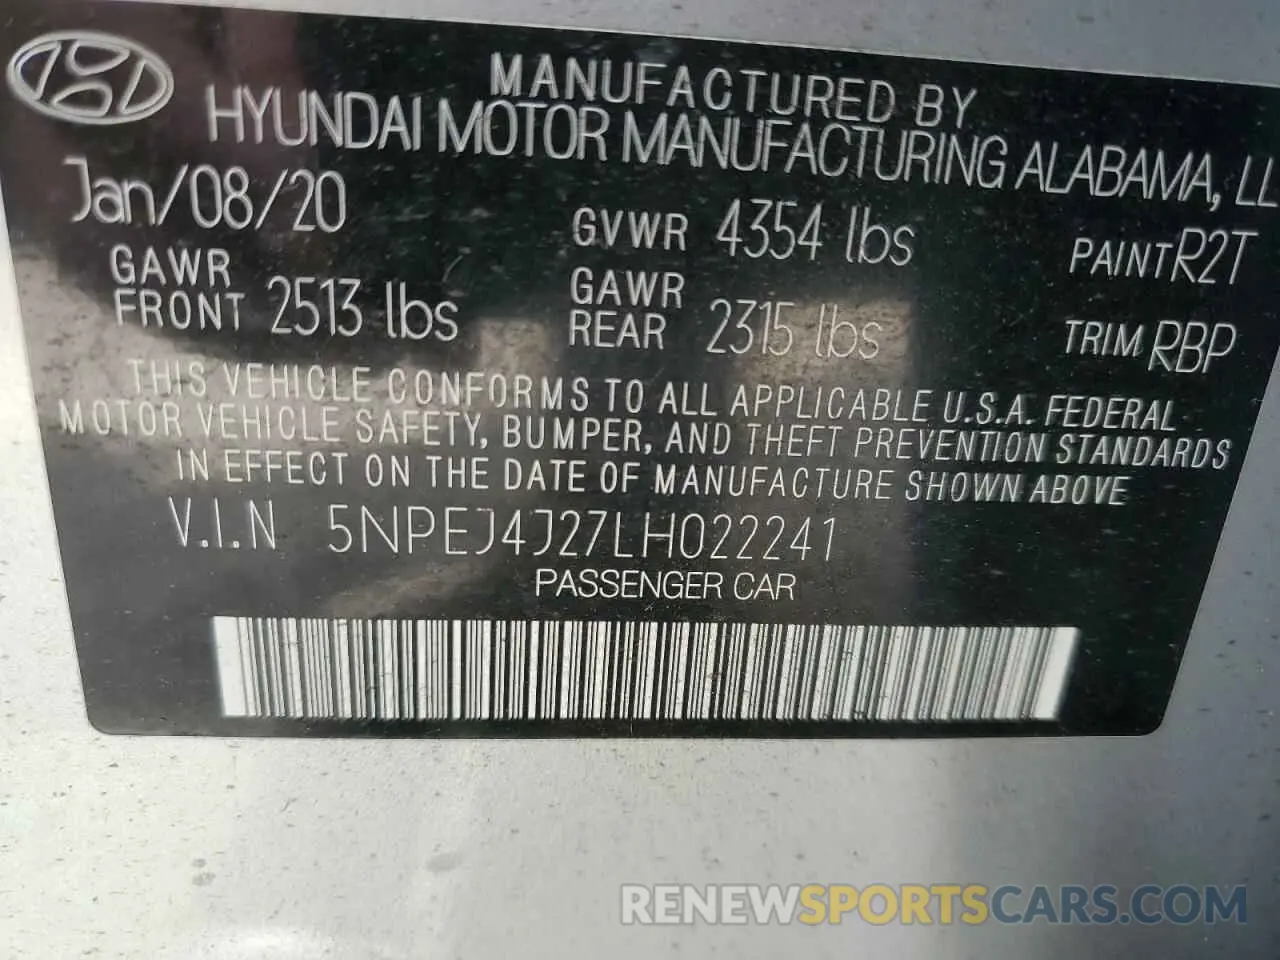 MANUFACTURED BY
HYUNDAI MOTOR MANUFACTURING ALABAMA, LL
Jan/08/20 GVWR 4354 lbs PAINT R2T
GAWR FRONT 2513 lbs GAWR REAR 2315 lbs TRIM RBP
THIS VEHICLE CONFORMS TO ALL APPLICABLE U.S.A. FEDERAL
MOTOR VEHICLE SAFETY, BUMPER, AND THEFT PREVENTION STANDARDS
IN EFFECT ON THE DATE OF MANUFACTURE SHOWN ABOVE
V.I.N 5NPEJ4J27LH022241
PASSENGER CAR
RENEWSPORTSCARS.COM